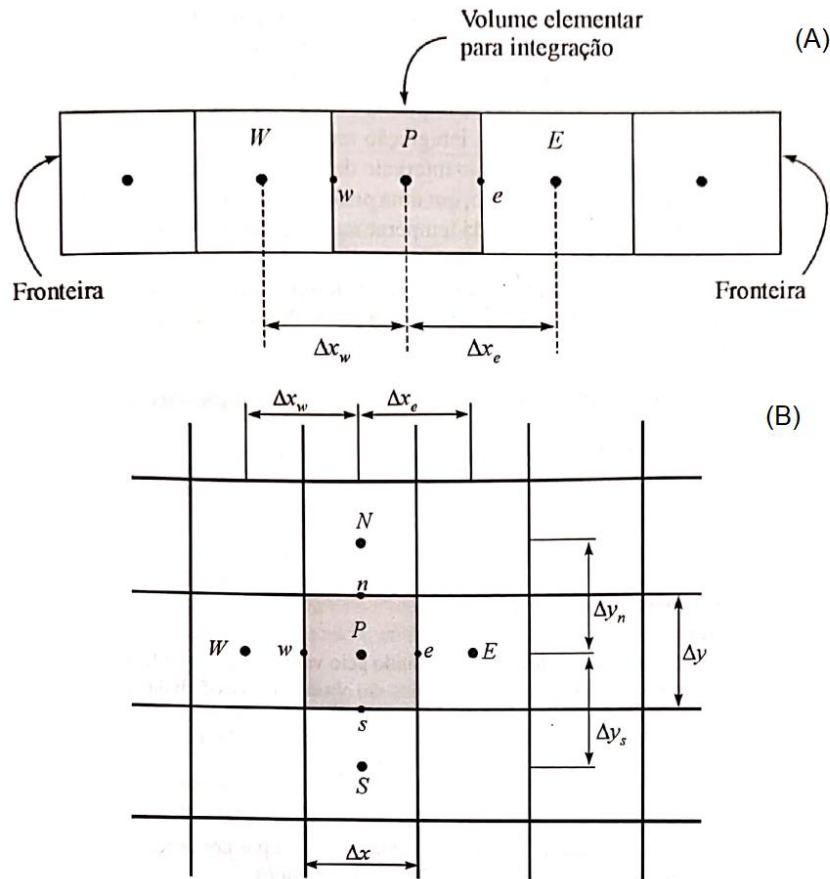 Volume elementar
para integração
(A)
W
P
E
w
e
Fronteira
Fronteira
Δx_w
Δx_e
Δx_w
Δx_e
(B)
N
n
Δy_n
W
w
P
e
E
Δy
s
Δy_s
S
Δx